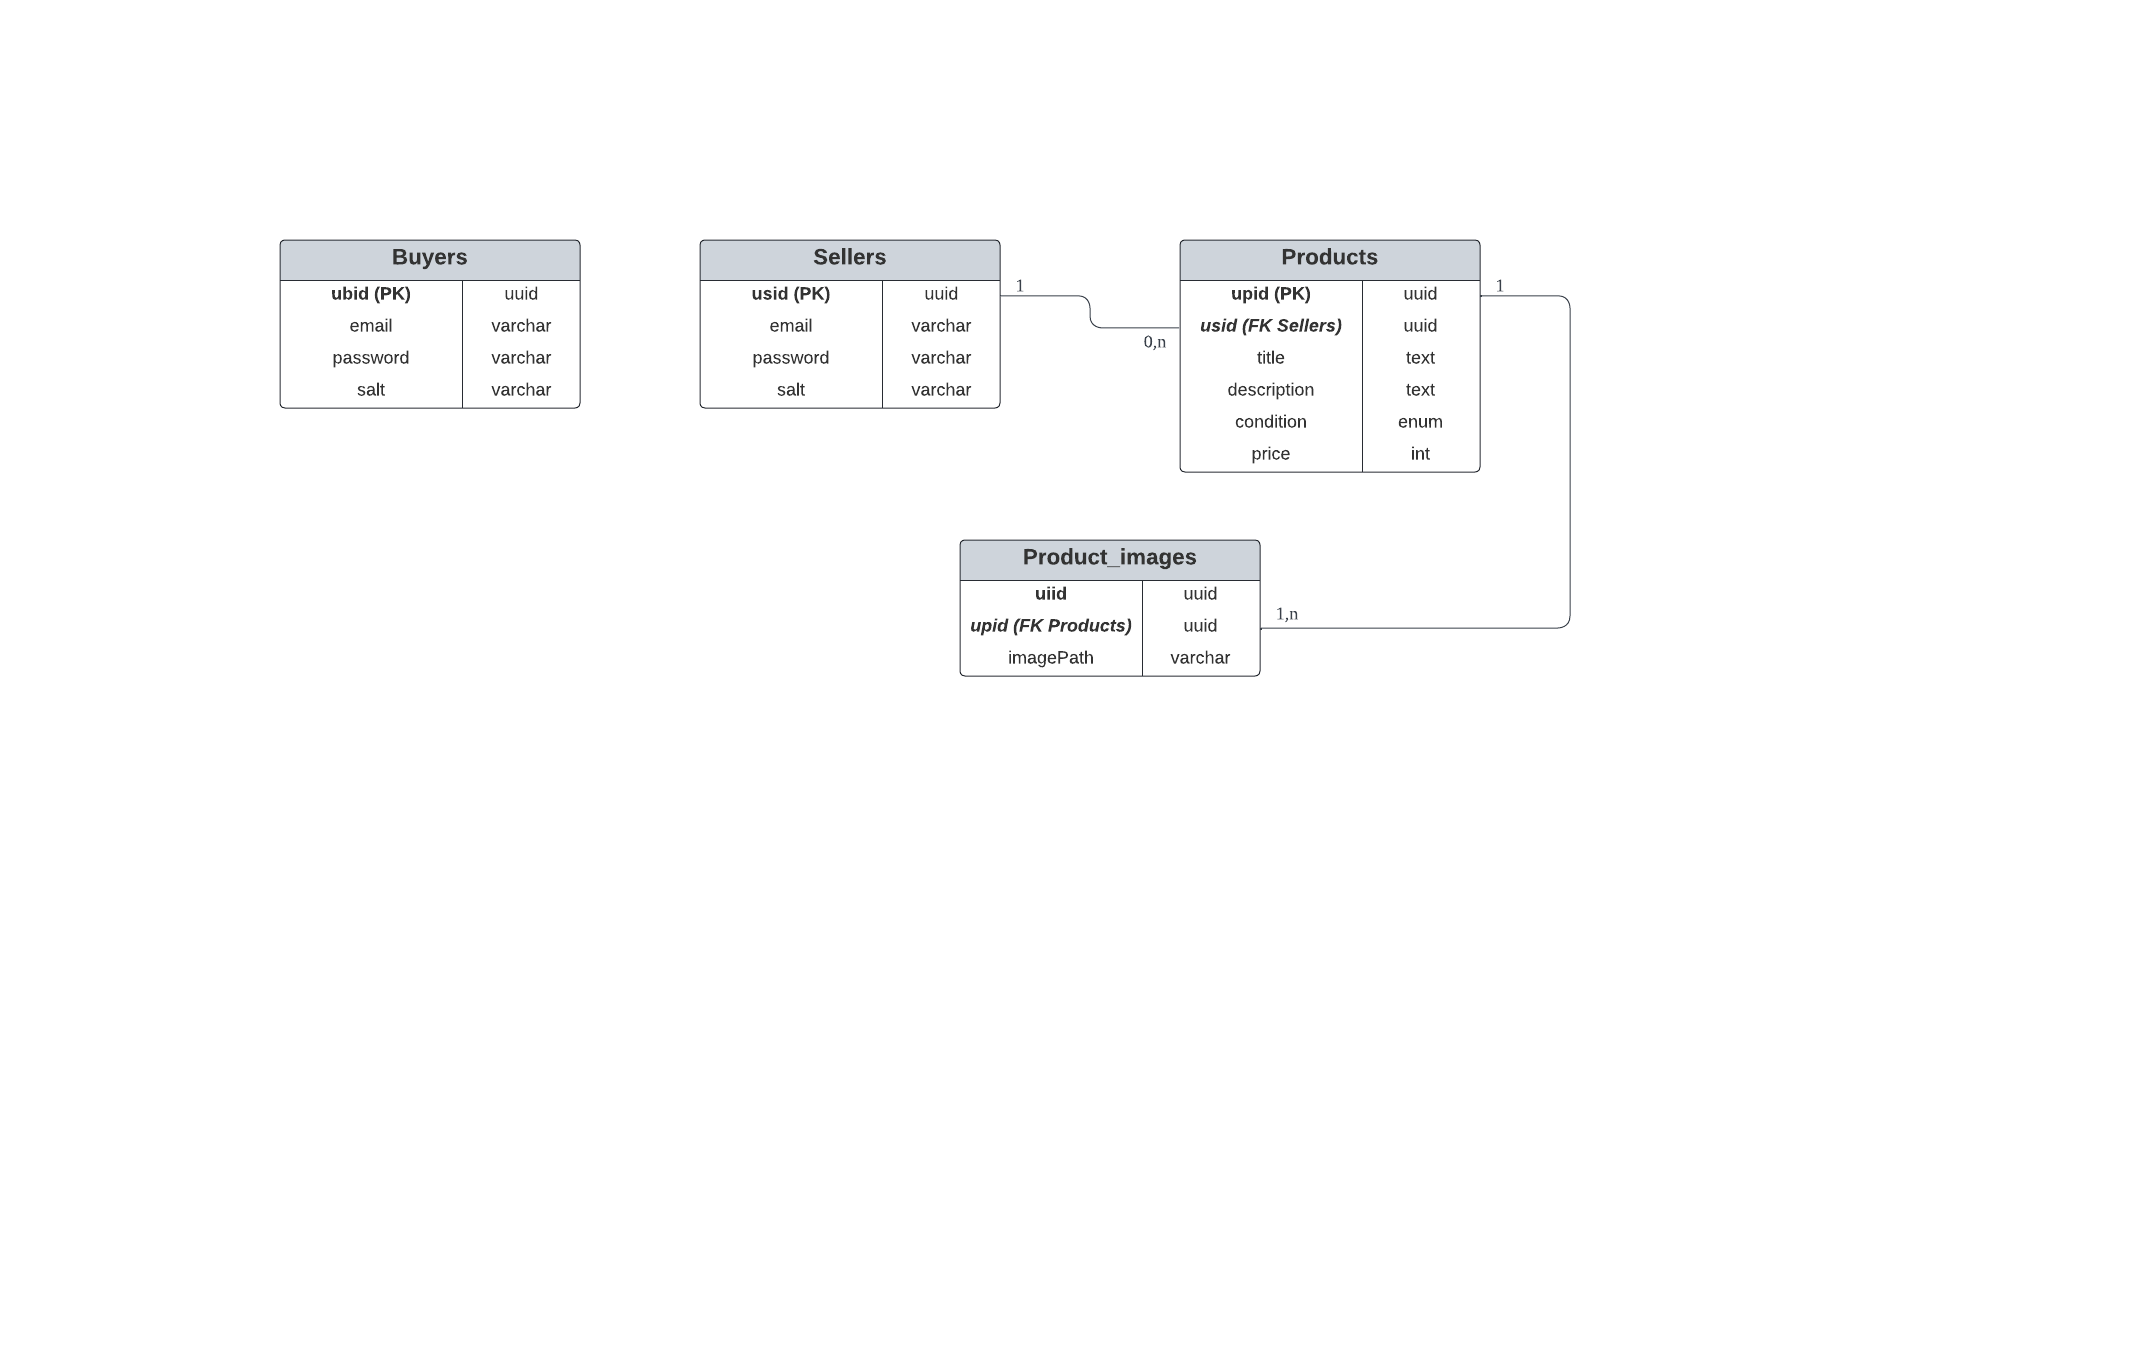 Buyers
ubid (PK) uuid
email varchar
password varchar
salt varchar
Sellers
usid (PK) uuid
email varchar
password varchar
salt varchar
1
0,n
Products
upid (PK) uuid
usid (FK Sellers) uuid
title text
description text
condition enum
price int
1
Product_images
uiid uuid
upid (FK Products) uuid
imagePath varchar
1,n